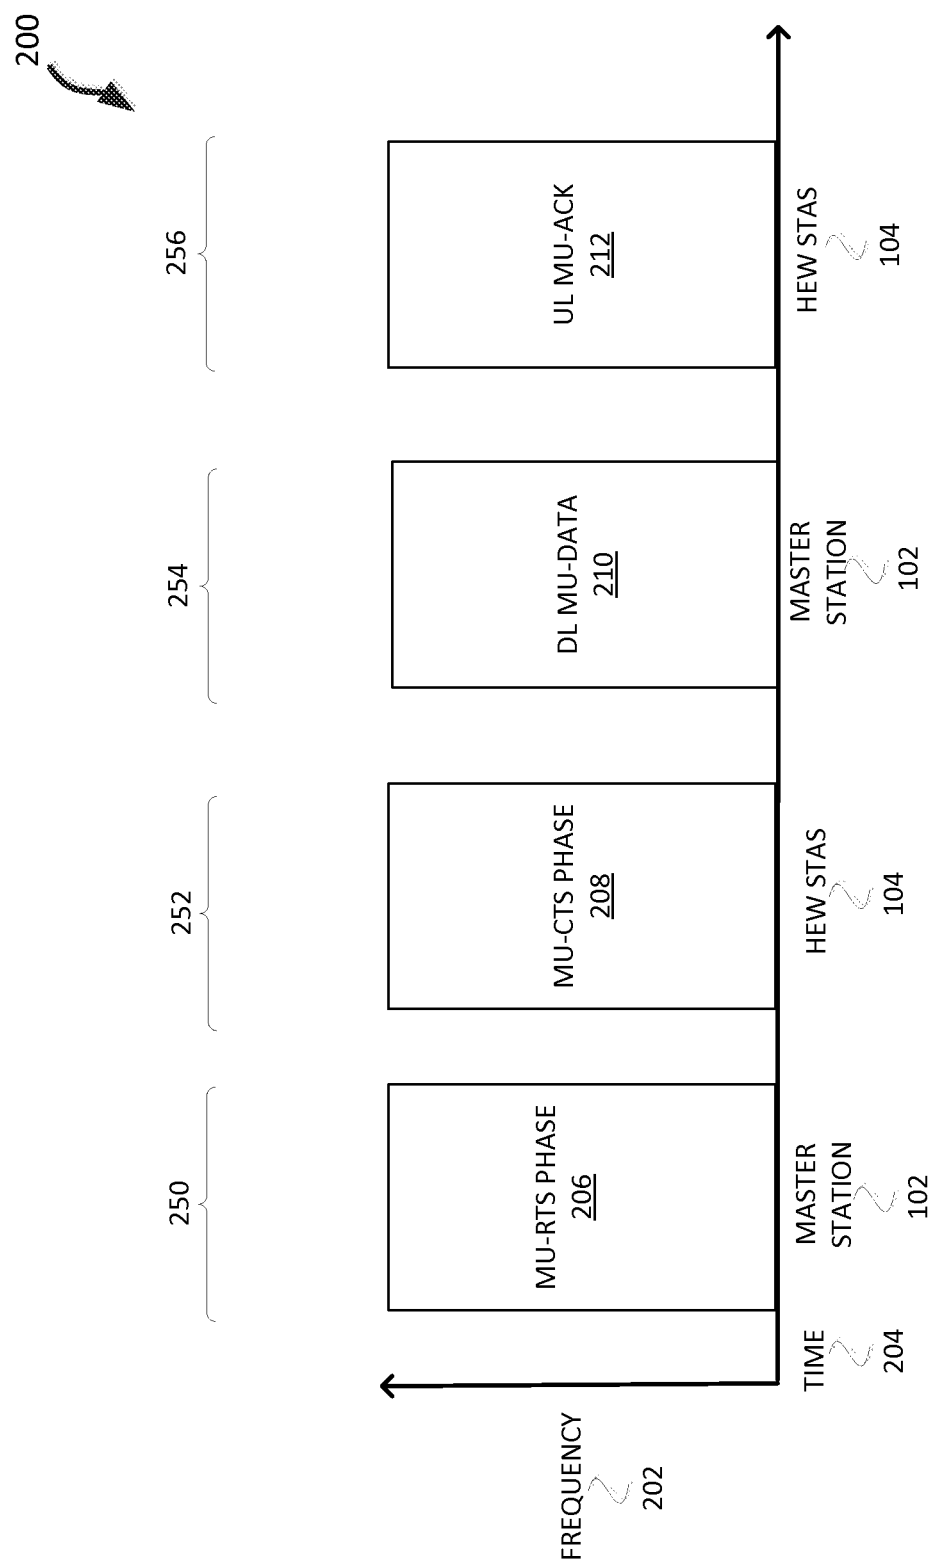 200
250
252
254
256
MU-RTS PHASE
206
MU-CTS PHASE
208
DL MU-DATA
210
UL MU-ACK
212
FREQUENCY
202
TIME
204
MASTER
STATION
102
HEW STAS
104
MASTER
STATION
102
HEW STAS
104